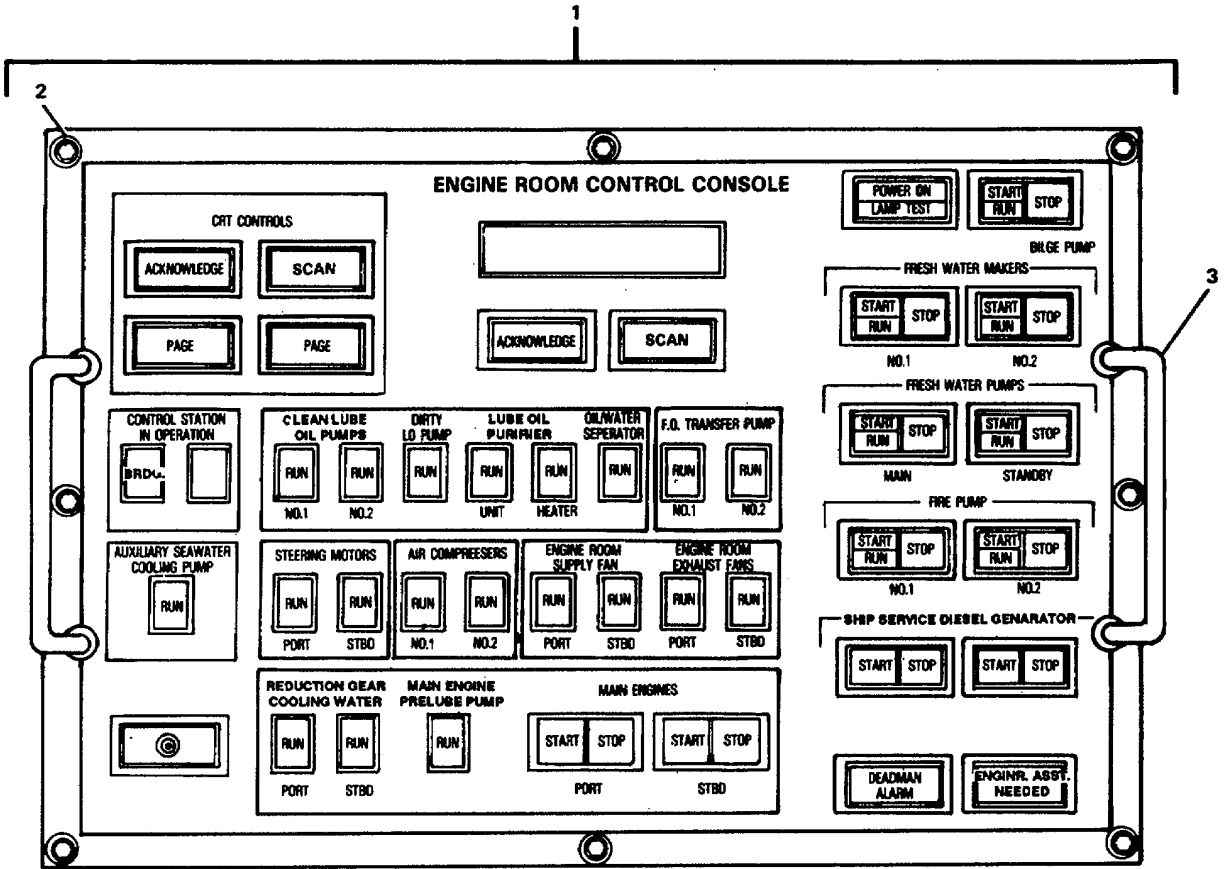 1
2
3
ENGINE ROOM CONTROL CONSOLE
CRT CONTROLS
ACKNOWLEDGE
SCAN
PAGE
PAGE
ACKNOWLEDGE
SCAN
POWER ON
LAMP TEST
START
RUN
STOP
BILGE PUMP
FRESH WATER MAKERS
START
RUN
STOP
START
RUN
STOP
NO.1
NO.2
FRESH WATER PUMPS
START
RUN
STOP
START
RUN
STOP
MAIN
STANDBY
FIRE PUMP
START
RUN
STOP
START
RUN
STOP
NO.1
NO.2
SHIP SERVICE DIESEL GENARATOR
START STOP
START STOP
DEADMAN
ALARM
ENGINR. ASST.
NEEDED
CONTROL STATION
IN OPERATION
BRDG.
CLEAN LUBE
OIL PUMPS
RUN
RUN
NO.1
NO.2
DIRTY
LO PUMP
RUN
LUBE OIL
PURIFIER
RUN
RUN
UNIT
HEATER
OIL/WATER
SEPERATOR
RUN
F.O. TRANSFER PUMP
RUN
RUN
NO.1
NO.2
AUXILIARY SEAWATER
COOLING PUMP
RUN
STEERING MOTORS
RUN
RUN
PORT
STBD
AIR COMPREESERS
RUN
RUN
NO.1
NO.2
ENGINE ROOM
SUPPLY FAN
RUN
RUN
PORT
STBD
ENGINE ROOM
EXHAUST FANS
RUN
RUN
PORT
STBD
REDUCTION GEAR
COOLING WATER
RUN
RUN
PORT
STBD
MAIN ENGINE
PRELUBE PUMP
RUN
MAIN ENGINES
START STOP
START STOP
PORT
STBD